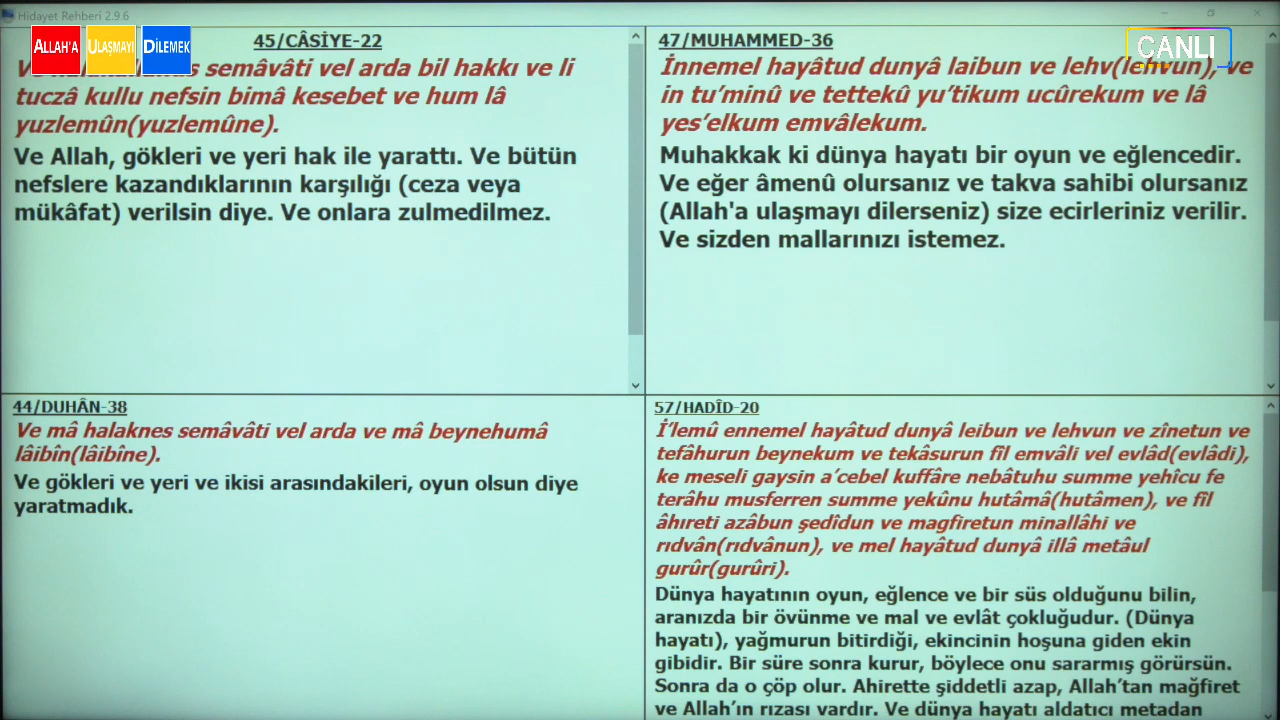 Hidayet Rehberi 2.9.6
ALLAH'A ULAŞMAYI DİLEMEK
CANLI
45/CÂSİYE-22
semâvâti vel arda bil hakkı ve li
tuczâ kullu nefsin bimâ kesebet ve hum lâ
yuzlemûn(yuzlemûne).
Ve Allah, gökleri ve yeri hak ile yarattı. Ve bütün
nefslere kazandıklarının karşılığı (ceza veya
mükâfat) verilsin diye. Ve onlara zulmedilmez.
47/MUHAMMED-36
İnnemel hayâtud dunyâ laibun ve lehv(lehvun), ve
in tu’minû ve tettekû yu’tikum ucûrekum ve lâ
yes’elkum emvâlekum.
Muhakkak ki dünya hayatı bir oyun ve eğlencedir.
Ve eğer âmenû olursanız ve takva sahibi olursanız
(Allah'a ulaşmayı dilerseniz) size ecirleriniz verilir.
Ve sizden mallarınızı istemez.
44/DUHÂN-38
Ve mâ halaknes semâvâti vel arda ve mâ beynehumâ
lâibîn(lâibîne).
Ve gökleri ve yeri ve ikisi arasındakileri, oyun olsun diye
yaratmadık.
57/HADÎD-20
İ’lemû ennemel hayâtud dunyâ leibun ve lehvun ve zînetun ve
tefâhurun beynekum ve tekâsurun fîl emvâli vel evlâd(evlâdi),
ke meseli gaysin a’cebel kuffâre nebâtuhu summe yehîcu fe
terâhu musferren summe yekûnu hutâmâ(hutâmen), ve fîl
âhıreti azâbun şedîdun ve magfiretun minallâhi ve
rıdvân(rıdvânun), ve mel hayâtud dunyâ illâ metâul
gurûr(gurûri).
Dünya hayatının oyun, eğlence ve bir süs olduğunu bilin,
aranızda bir övünme ve mal ve evlât çokluğudur. (Dünya
hayatı), yağmurun bitirdiği, ekincinin hoşuna giden ekin
gibidir. Bir süre sonra kurur, böylece onu sararmış görürsün.
Sonra da o çöp olur. Ahirette şiddetli azap, Allah’tan mağfiret
ve Allah’ın rızası vardır. Ve dünya hayatı aldatıcı metadan